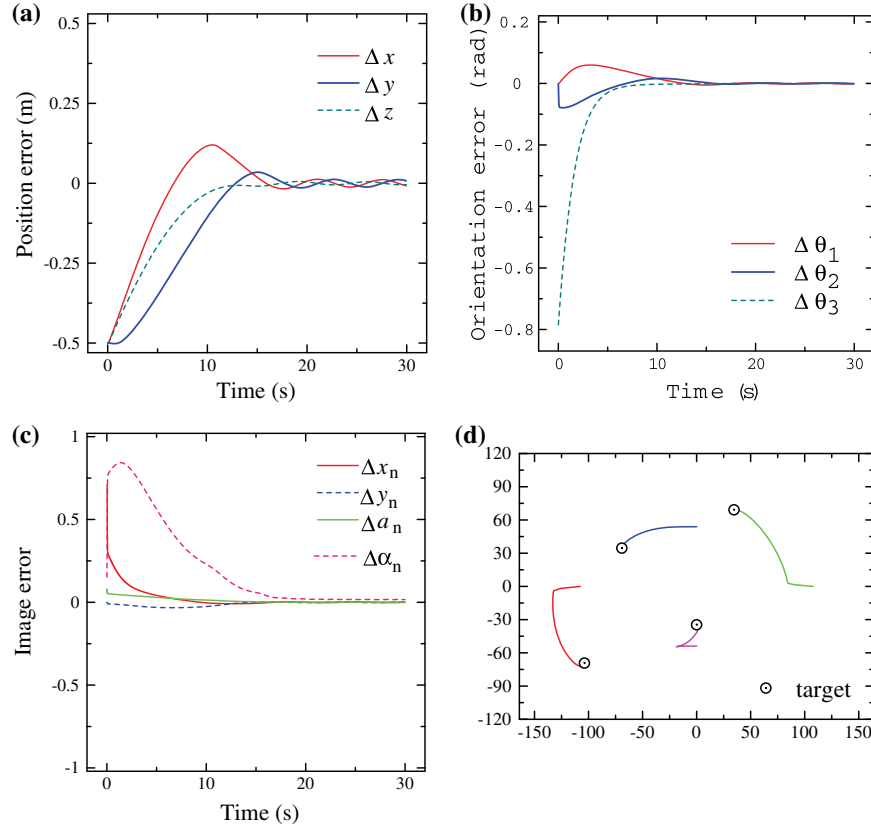 (a)
0.5
0.25
0
-0.25
-0.5
Position error (m)
Δ x
Δ y
Δ z
0 10 20 30
Time (s)
(b)
0.2
0
-0.2
-0.4
-0.6
-0.8
Orientation error (rad)
Δ θ1
Δ θ2
Δ θ3
0 10 20 30
Time (s)
(c)
1
0.5
0
-0.5
-1
Image error
Δxn
Δyn
Δan
Δαn
0 10 20 30
Time (s)
(d)
120
90
60
30
0
-30
-60
-90
-120
target
-150 -100 -50 0 50 100 150